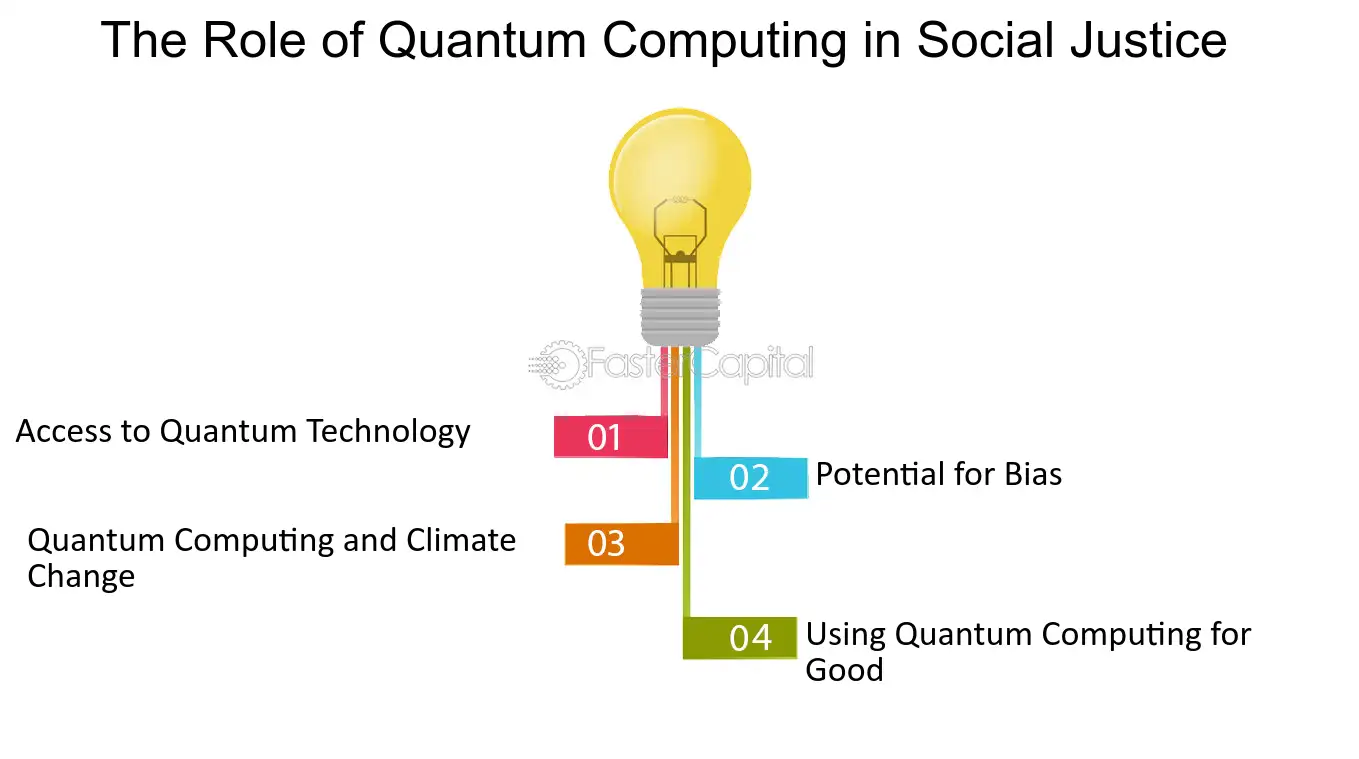 The Role of Quantum Computing in Social Justice
FasterCapital
Access to Quantum Technology
01
02
Potential for Bias
Quantum Computing and Climate
Change
03
04
Using Quantum Computing for
Good